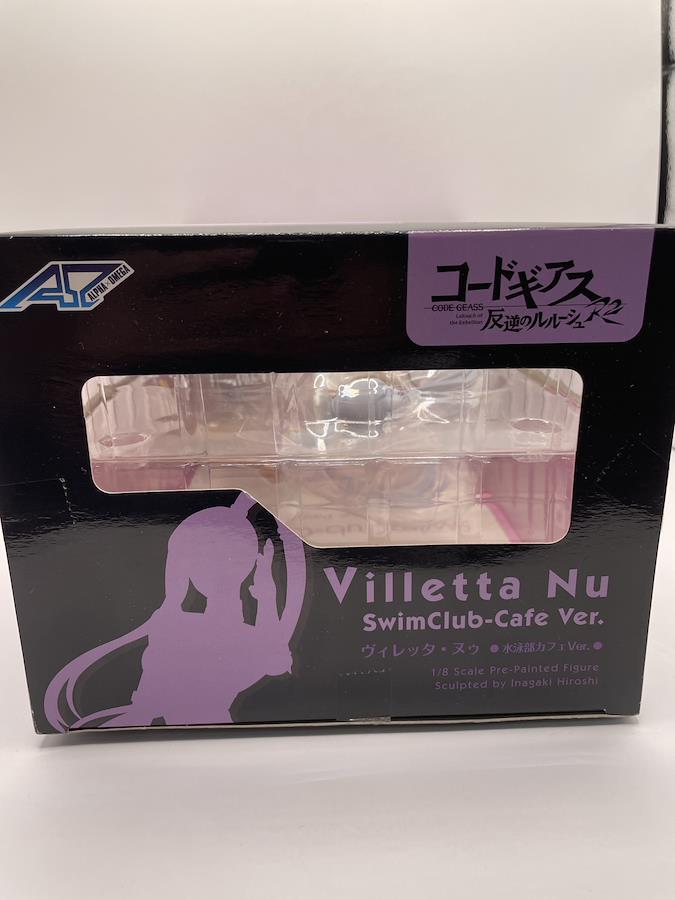 ALPHA×OMEGA
コードギアス
CODE GEASS
Lelouch of
the Rebellion
反逆のルルーシュ R2
Villetta Nu
SwimClub-Cafe Ver.
ヴィレッタ・ヌゥ ●水泳部カフェVer.●
1/8 Scale Pre-Painted Figure
Sculpted by Inagaki Hiroshi